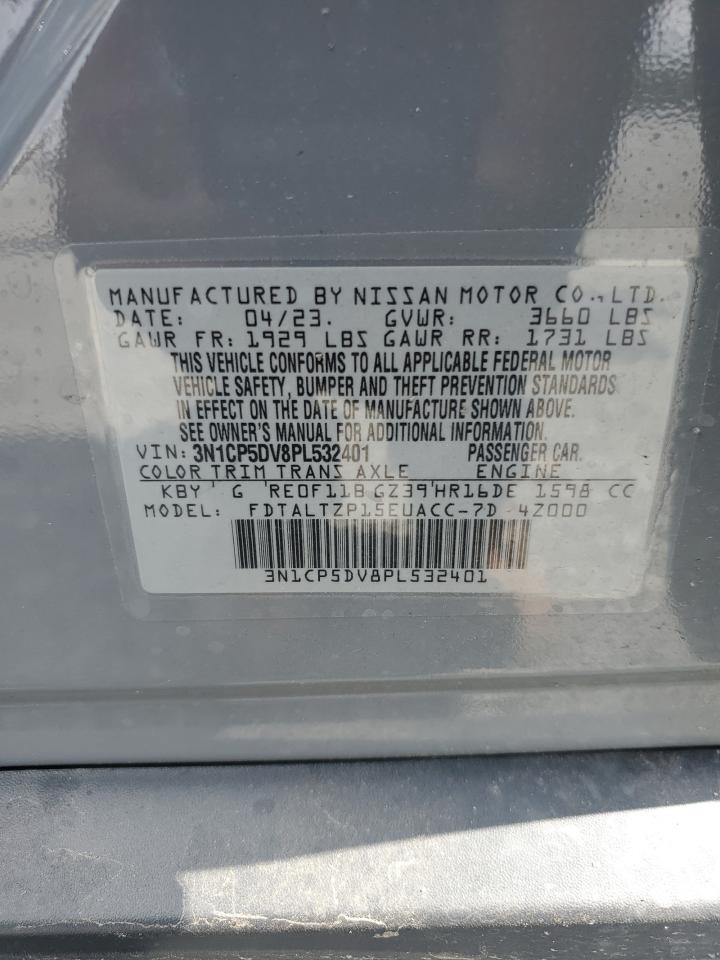 MANUFACTURED BY NISSAN MOTOR CO., LTD.
DATE: 04/23. GVWR: 3660 LBS
GAWR FR: 1929 LBS GAWR RR: 1731 LBS
THIS VEHICLE CONFORMS TO ALL APPLICABLE FEDERAL MOTOR
VEHICLE SAFETY, BUMPER AND THEFT PREVENTION STANDARDS
IN EFFECT ON THE DATE OF MANUFACTURE SHOWN ABOVE.
SEE OWNER'S MANUAL FOR ADDITIONAL INFORMATION.
VIN: 3N1CP5DV8PL532401 PASSENGER CAR.
COLOR TRIM TRANS AXLE ENGINE
KBY G RE0F11B GZ39 HR16DE 1598 CC
MODEL: FDTALTZP15EUACC-7D 4Z000
3N1CP5DV8PL532401